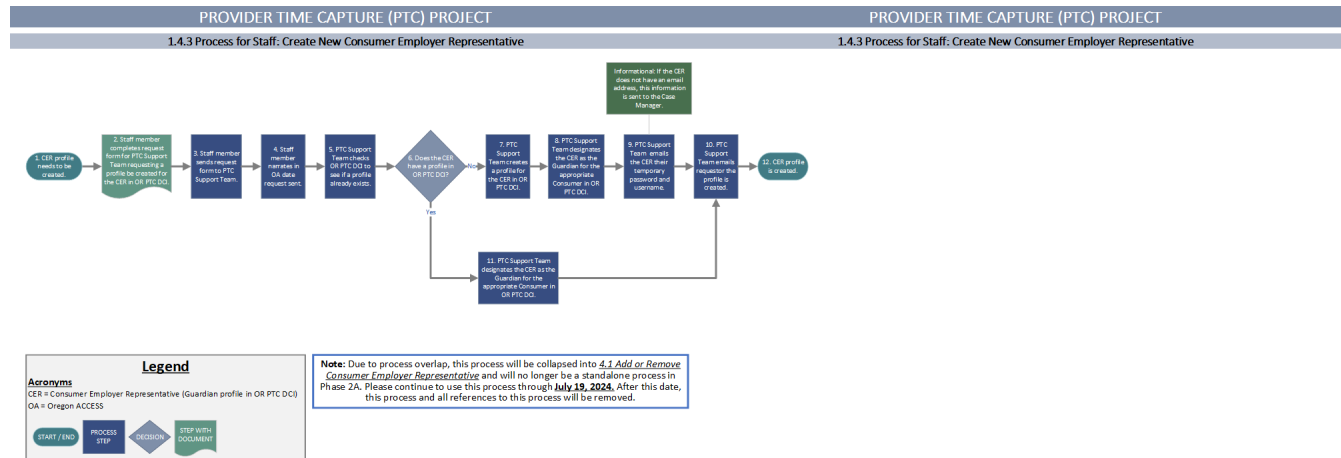 PROVIDER TIME CAPTURE (PTC) PROJECT
PROVIDER TIME CAPTURE (PTC) PROJECT
1.4.3 Process for Staff: Create New Consumer Employer Representative
1.4.3 Process for Staff: Create New Consumer Employer Representative
Informational: If the CER
does not have an email
address, this information
is sent to the Case
Manager.
1. CER profile
needs to be
created.
2. Staff member
completes request
form for PTC Support
Team requesting a
profile be created for
the CER in OR PTC DCI.
3. Staff member
sends request
form to PTC
Support Team.
4. Staff
member
narrates in
OA date
request sent.
5. PTC Support
Team checks
OR PTC DCI to
see if a profile
already exists.
6. Does the CER
have a profile in
OR PTC DCI?
No
7. PTC
Support
Team creates
a profile for
the CER in OR
PTC DCI.
8. PTC Support
Team designates
the CER as the
Guardian for the
appropriate
Consumer in OR
PTC DCI.
9. PTC Support
Team emails
the CER their
temporary
password and
username.
10. PTC
Support
Team emails
requestor the
profile is
created.
12. CER profile
is created.
Yes
11. PTC Support Team
designates the CER as the
Guardian for the
appropriate Consumer in
OR PTC DCI.
Legend
Acronyms
CER = Consumer Employer Representative (Guardian profile in OR PTC DCI)
OA = Oregon ACCESS
START / END
PROCESS
STEP
DECISION
STEP WITH
DOCUMENT
Note: Due to process overlap, this process will be collapsed into 4.1 Add or Remove
Consumer Employer Representative and will no longer be a standalone process in
Phase 2A. Please continue to use this process through July 19, 2024. After this date,
this process and all references to this process will be removed.